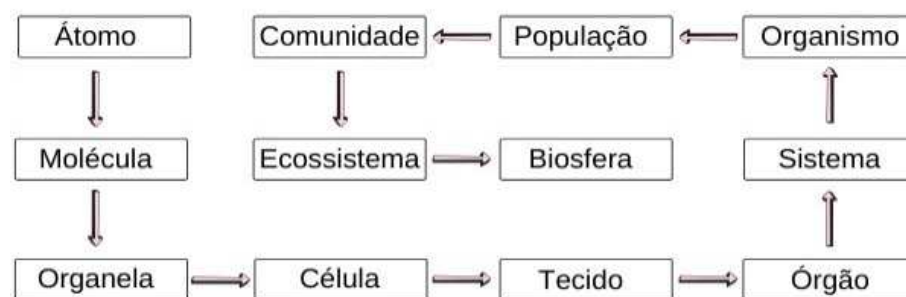 Átomo
Comunidade
População
Organismo
Molécula
Ecossistema
Biosfera
Sistema
Organela
Célula
Tecido
Órgão